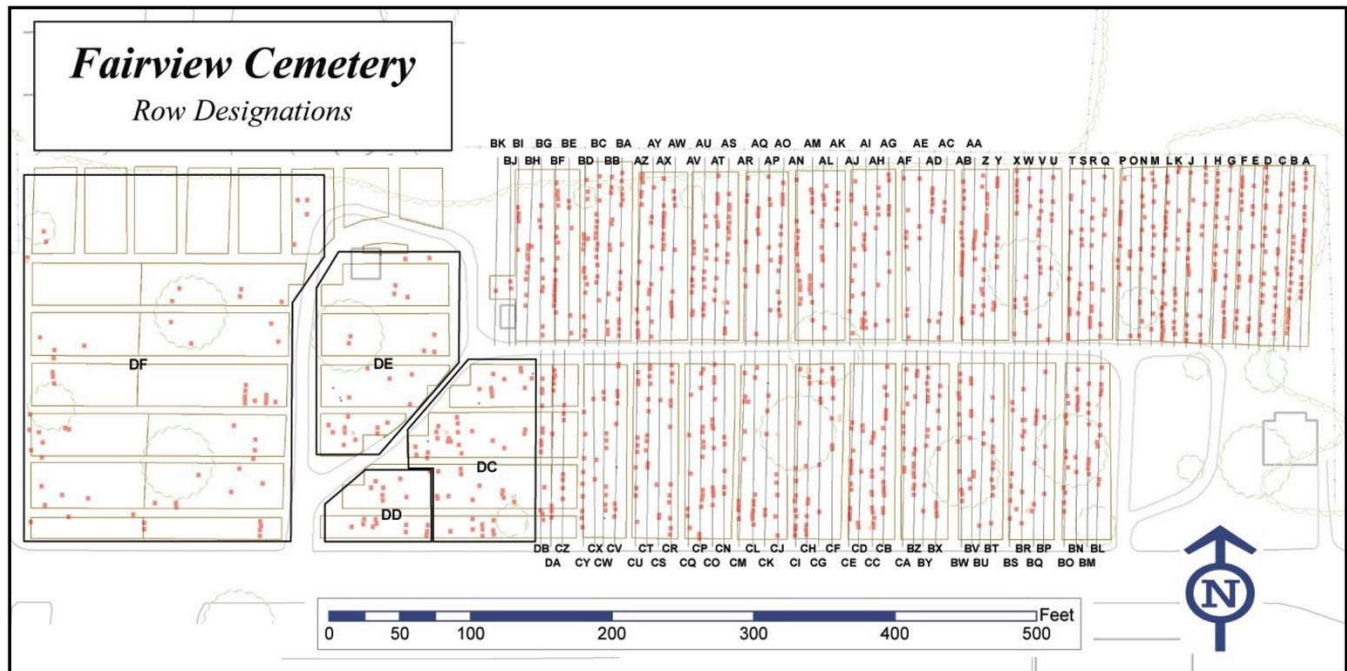 Fairview Cemetery
Row Designations
BK BI BG BE BC BA AY AW AU AS AQ AO AM AK AI AG AE AC AA
BJ BH BF BD BB AZ AX AV AT AR AP AN AL AJ AH AF AD AB Z Y X W V U T S R Q P O N M L K J I H G F E D C B A
DF
DE
DC
DD
DB CZ CX CV CT CR CP CN CL CJ CH CF CD CB BZ BX BV BT BR BP BN BL
DA CY CW CU CS CQ CO CM CK CI CG CE CC CA BY BW BU BS BQ BO BM
N
Feet
0 50 100 200 300 400 500